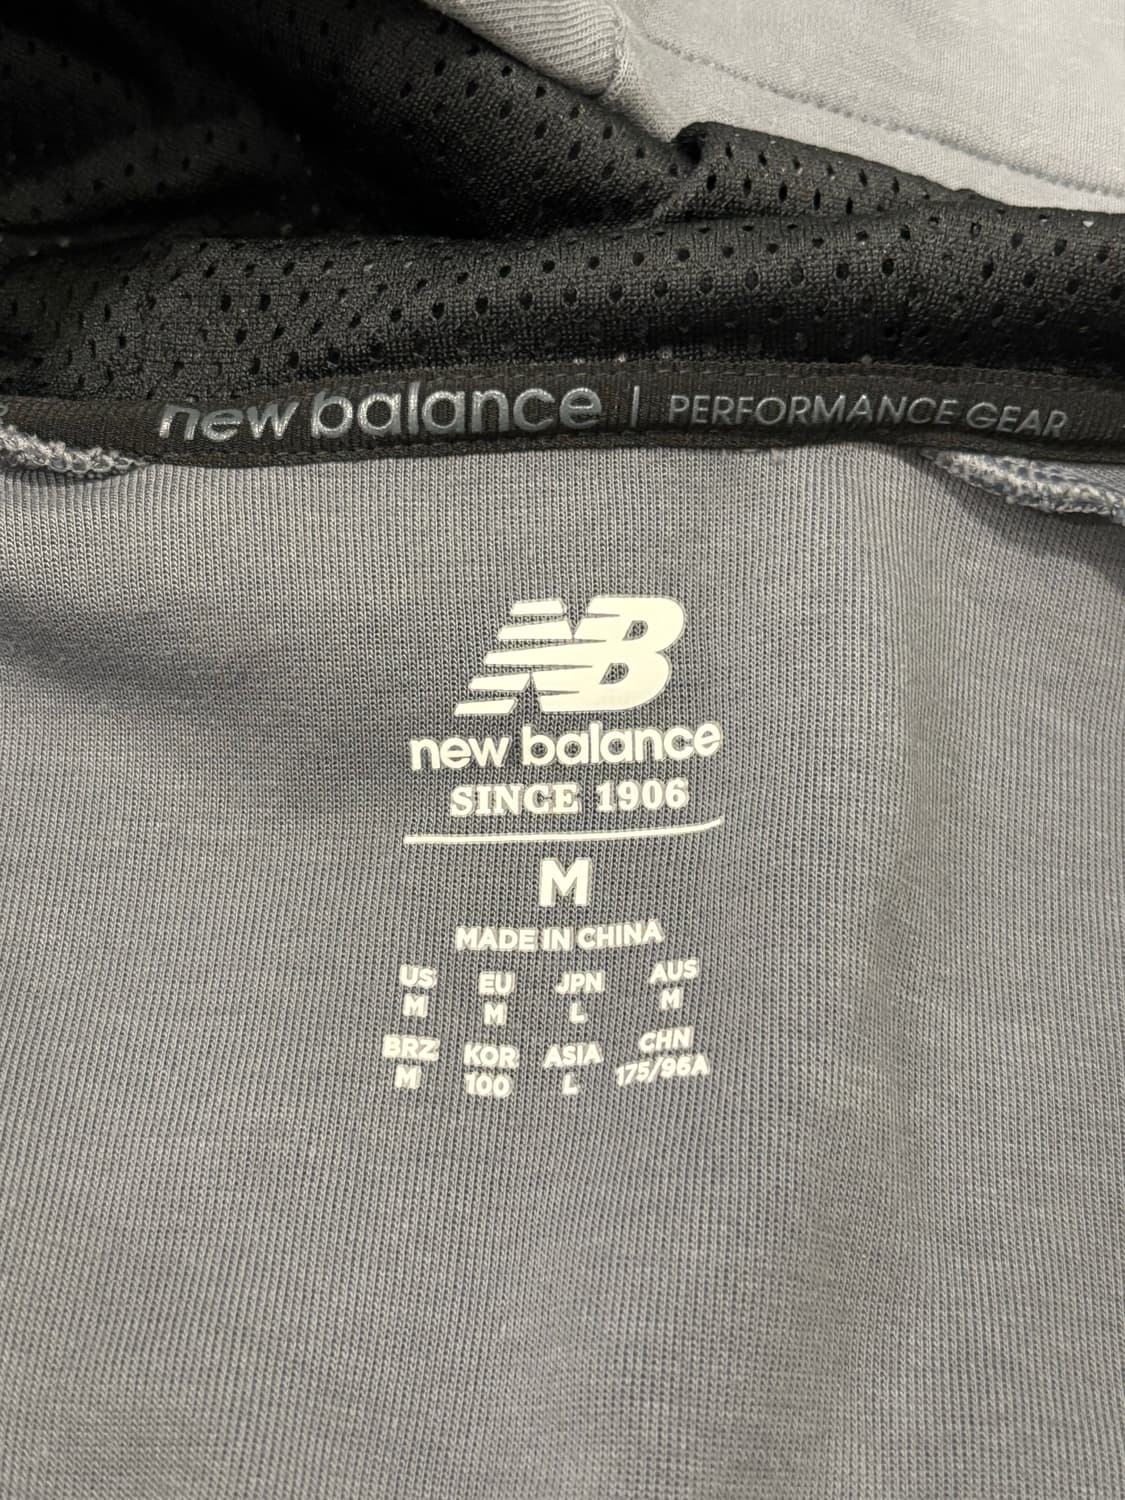 new balance | PERFORMANCE GEAR
NB
new balance
SINCE 1906
M
MADE IN CHINA
US EU JPN AUS
M M L M
BRZ KOR ASIA CHN
M 100 L 175/96A